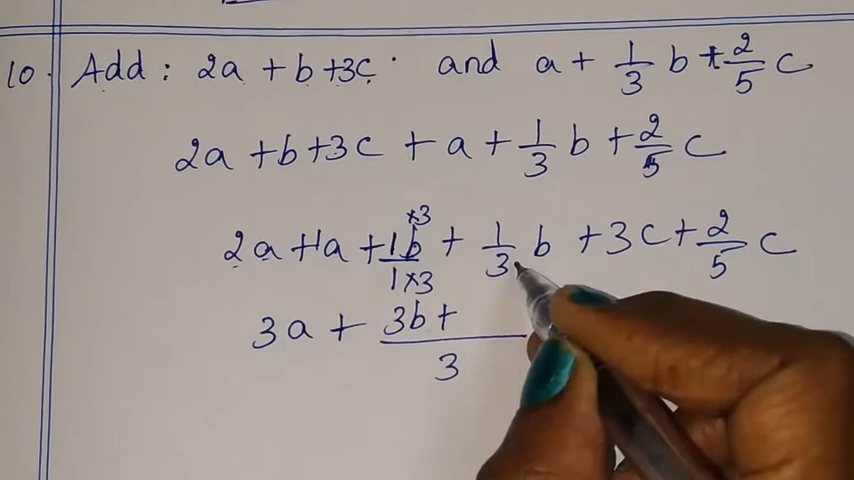 10. Add: 2a + b + 3c. and a + 1/3 b + 2/5 c
2a + b + 3c + a + 1/3 b + 2/5 c
2a + 1a + 1b×3/1×3 + 1/3 b + 3c + 2/5 c
3a + 3b + /3